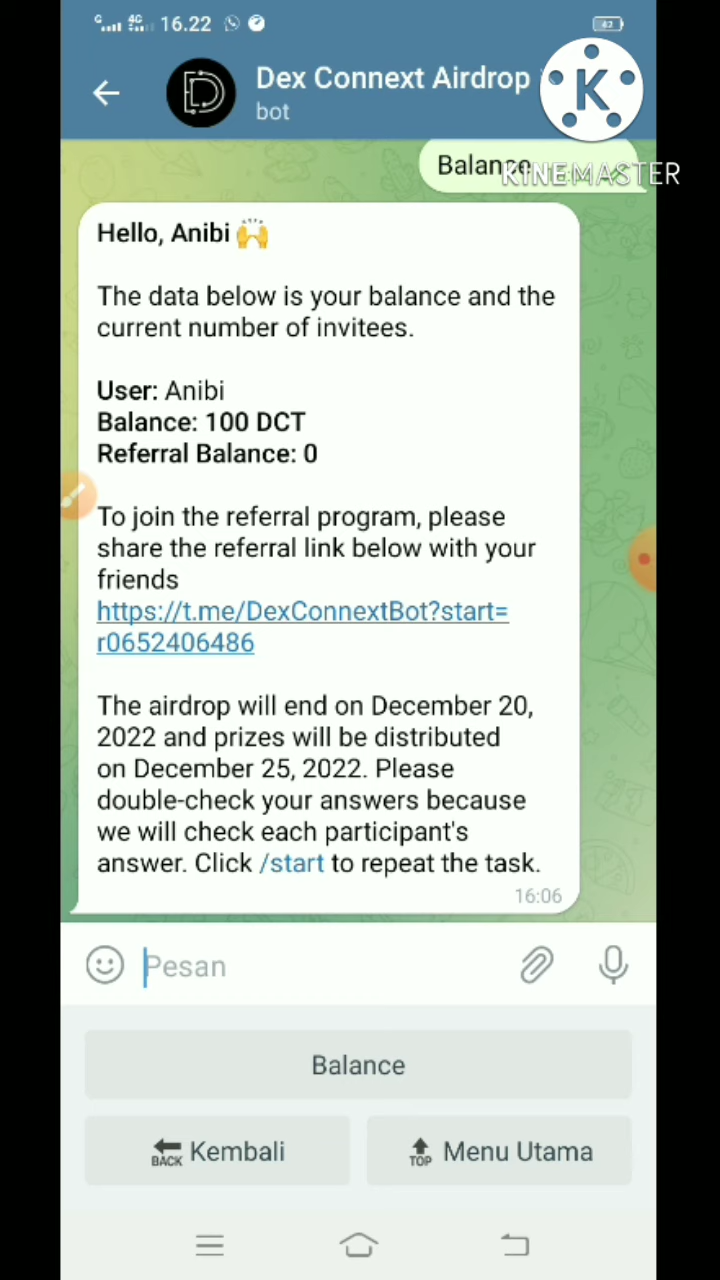 G 4G 16.22 62
Dex Connext Airdrop
bot
K
KINEMASTER
Balance
Hello, Anibi 🙌
The data below is your balance and the
current number of invitees.
User: Anibi
Balance: 100 DCT
Referral Balance: 0
To join the referral program, please
share the referral link below with your
friends
https://t.me/DexConnextBot?start=
r0652406486
The airdrop will end on December 20,
2022 and prizes will be distributed
on December 25, 2022. Please
double-check your answers because
we will check each participant's
answer. Click /start to repeat the task.
16:06
Pesan
Balance
BACK Kembali
TOP Menu Utama